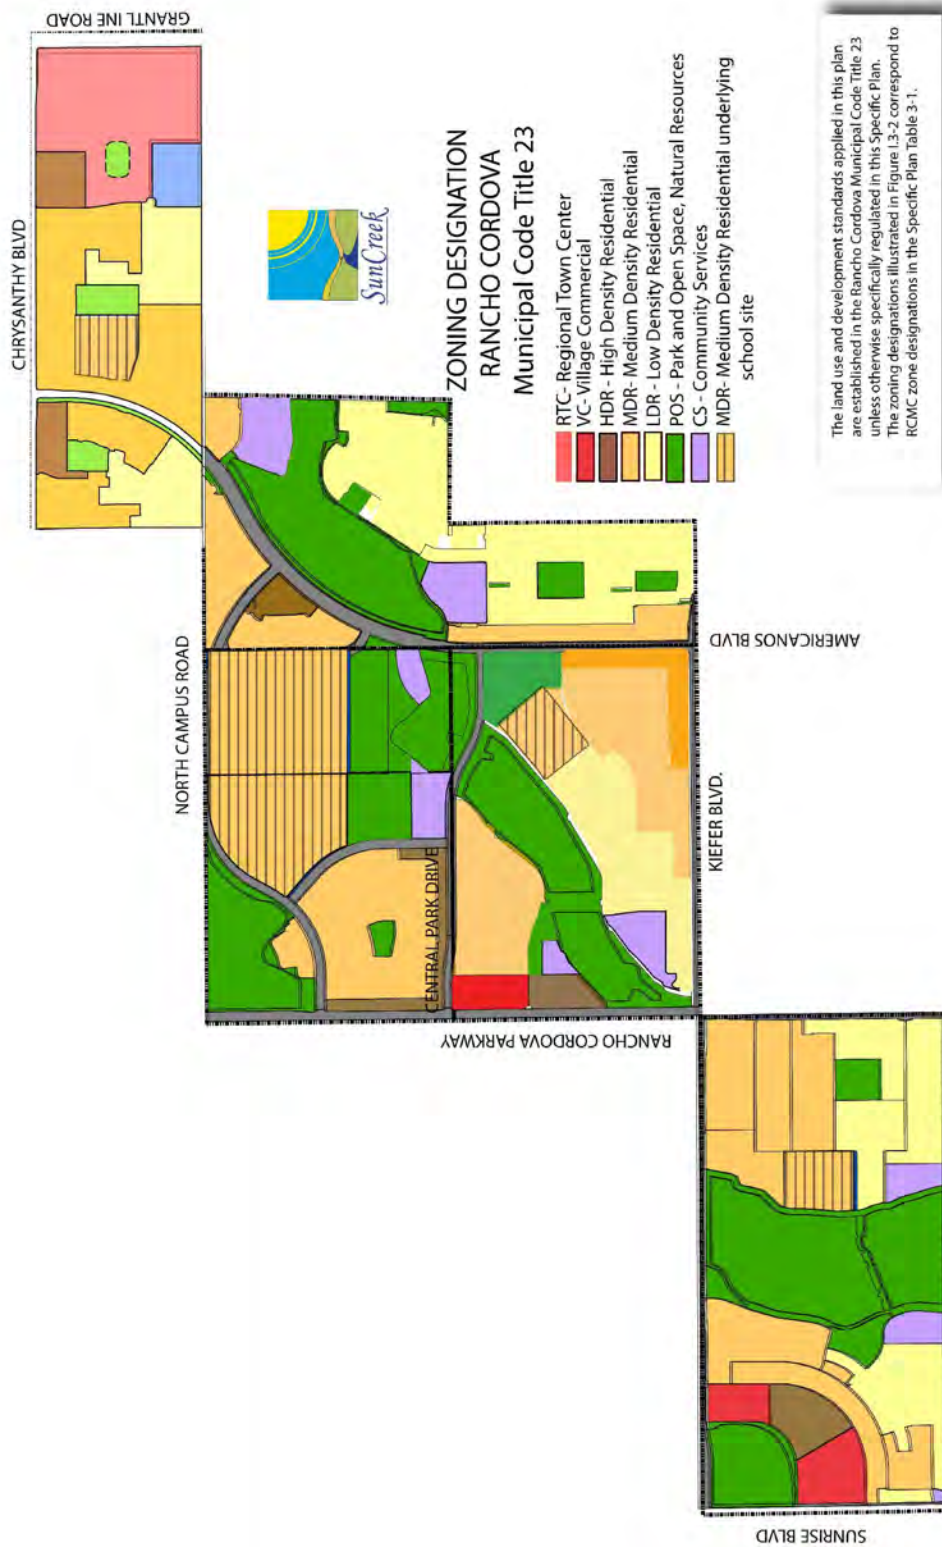 GRANTLINE ROAD
CHRYSANTHY BLVD
SunCreek
ZONING DESIGNATION
RANCHO CORDOVA
Municipal Code Title 23
RTC- Regional Town Center
VC- Village Commercial
HDR - High Density Residential
MDR- Medium Density Residential
LDR - Low Density Residential
POS - Park and Open Space, Natural Resources
CS - Community Services
MDR- Medium Density Residential underlying
school site
The land use and development standards applied in this plan
are established in the Rancho Cordova Municipal Code Title 23
unless otherwise specifically regulated in this Specific Plan.
The zoning designations illustrated in Figure I.3-2 correspond to
RCMC zone designations in the Specific Plan Table 3-1.
NORTH CAMPUS ROAD
AMERICANOS BLVD
CENTRAL PARK DRIVE
KIEFER BLVD.
RANCHO CORDOVA PARKWAY
SUNRISE BLVD